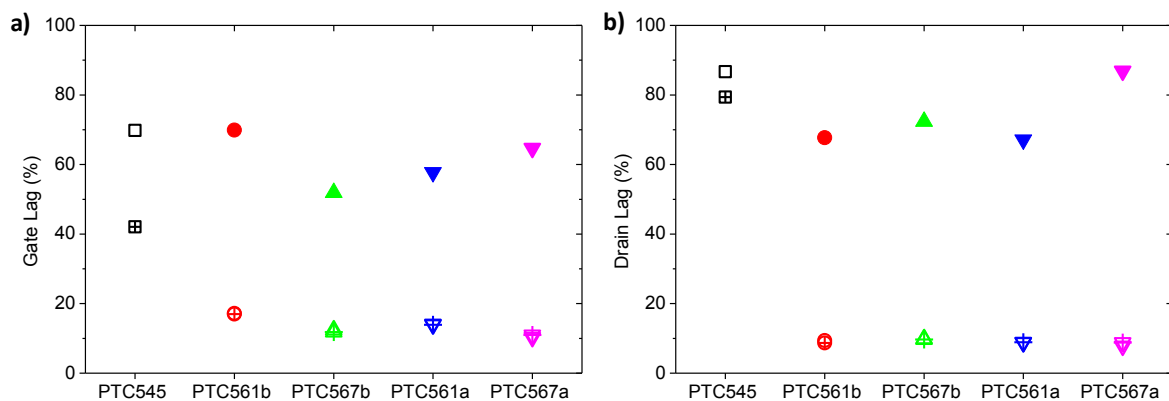 a)
Gate Lag (%)
100
80
60
40
20
0
PTC545 PTC561b PTC567b PTC561a PTC567a
b)
Drain Lag (%)
100
80
60
40
20
0
PTC545 PTC561b PTC567b PTC561a PTC567a